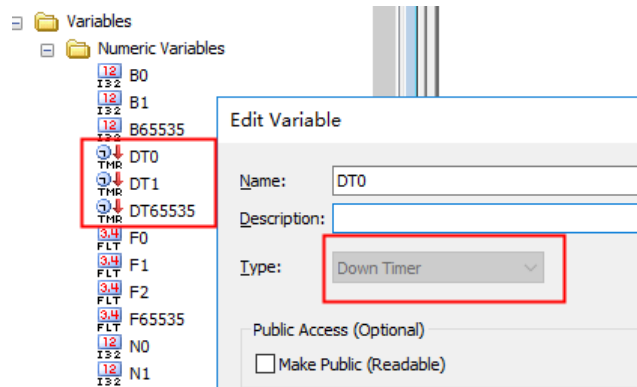 Variables
Numeric Variables
12 I32 B0
12 I32 B1
12 I32 B65535
TMR DT0
TMR DT1
TMR DT65535
3.4 FLT F0
3.4 FLT F1
3.4 FLT F2
3.4 FLT F65535
12 I32 N0
12 I32 N1
Edit Variable
Name: DT0
Description:
Type: Down Timer
Public Access (Optional)
Make Public (Readable)